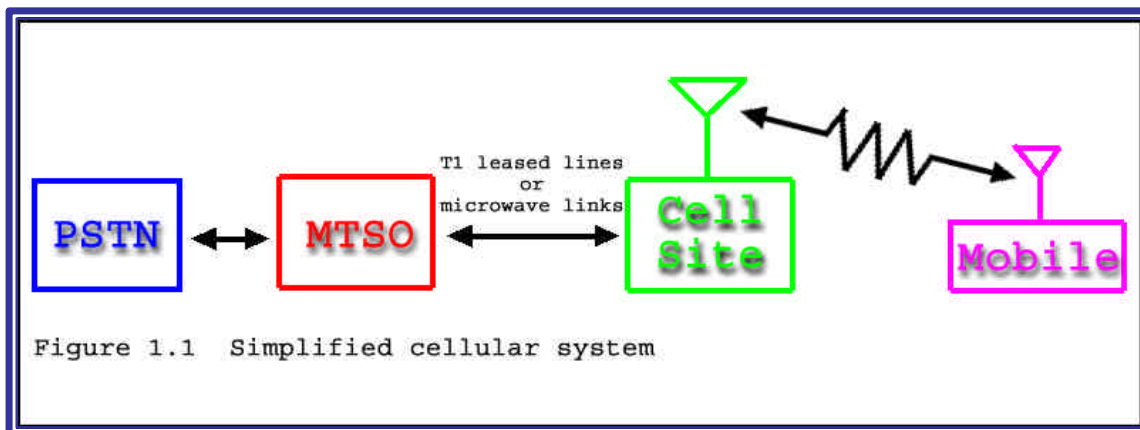 T1 leased lines
or
microwave links
PSTN
MTSO
Cell
Site
Mobile
Figure 1.1 Simplified cellular system